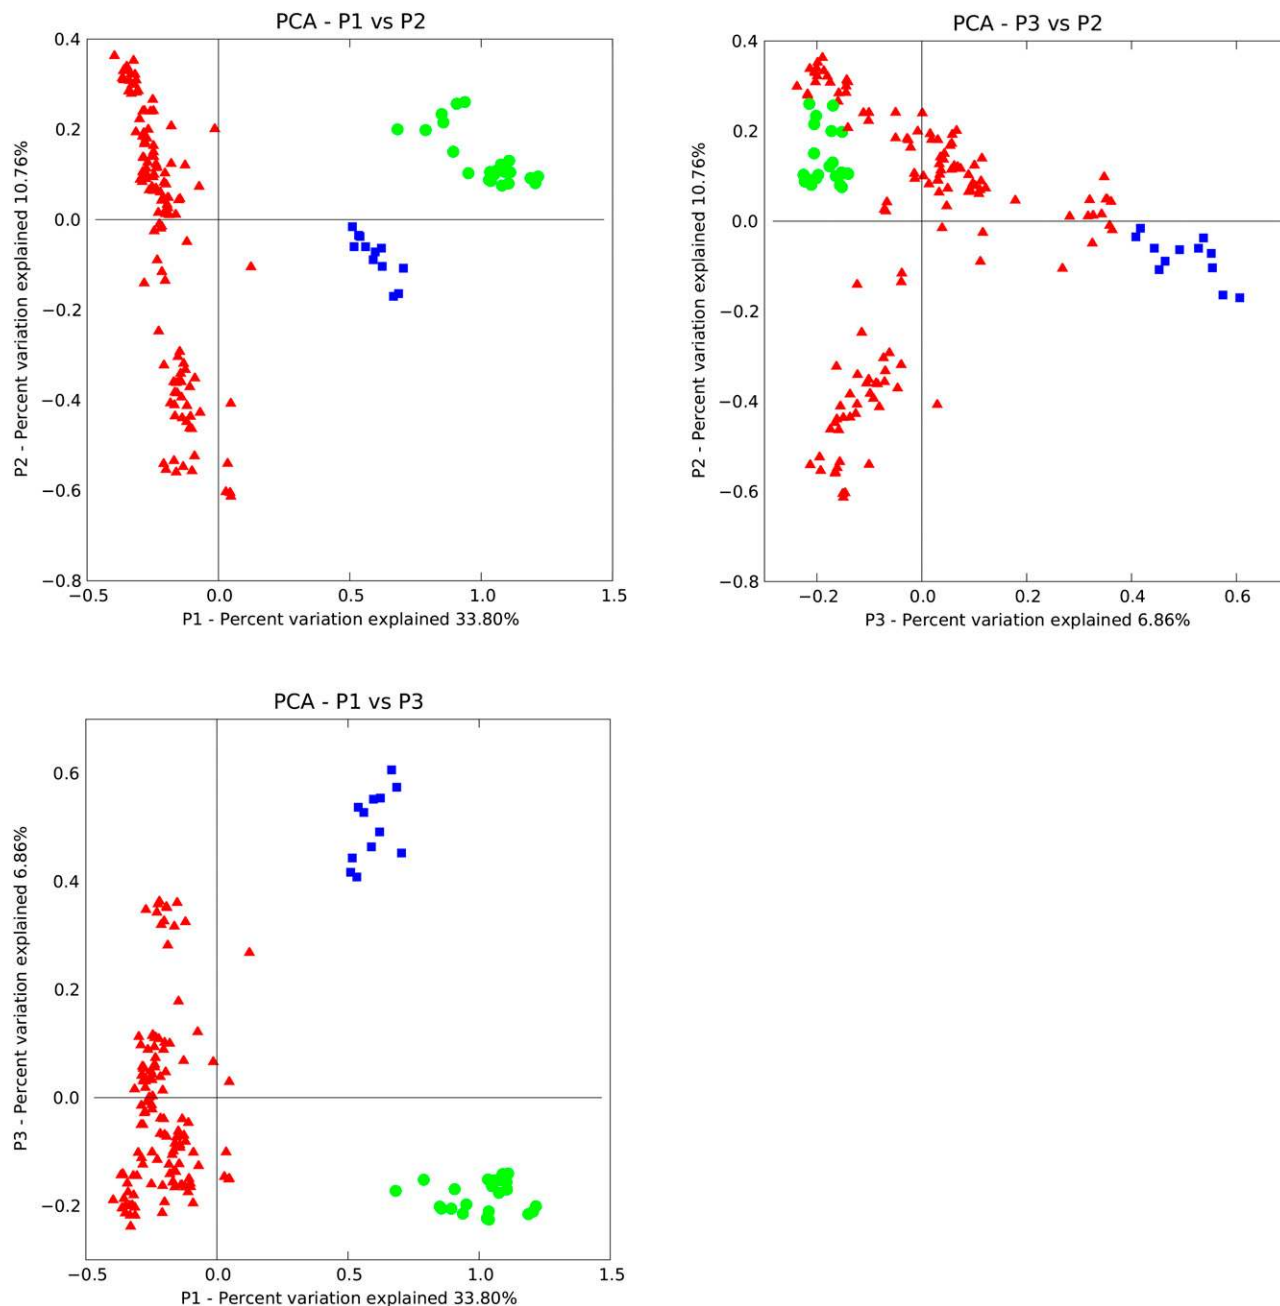 PCA - P1 vs P2
0.4
0.2
0.0
−0.2
−0.4
−0.6
−0.8
P2 - Percent variation explained 10.76%
−0.5 0.0 0.5 1.0 1.5
P1 - Percent variation explained 33.80%
PCA - P3 vs P2
0.4
0.2
0.0
−0.2
−0.4
−0.6
−0.8
P2 - Percent variation explained 10.76%
−0.2 0.0 0.2 0.4 0.6
P3 - Percent variation explained 6.86%
PCA - P1 vs P3
0.6
0.4
0.2
0.0
−0.2
P3 - Percent variation explained 6.86%
−0.5 0.0 0.5 1.0 1.5
P1 - Percent variation explained 33.80%